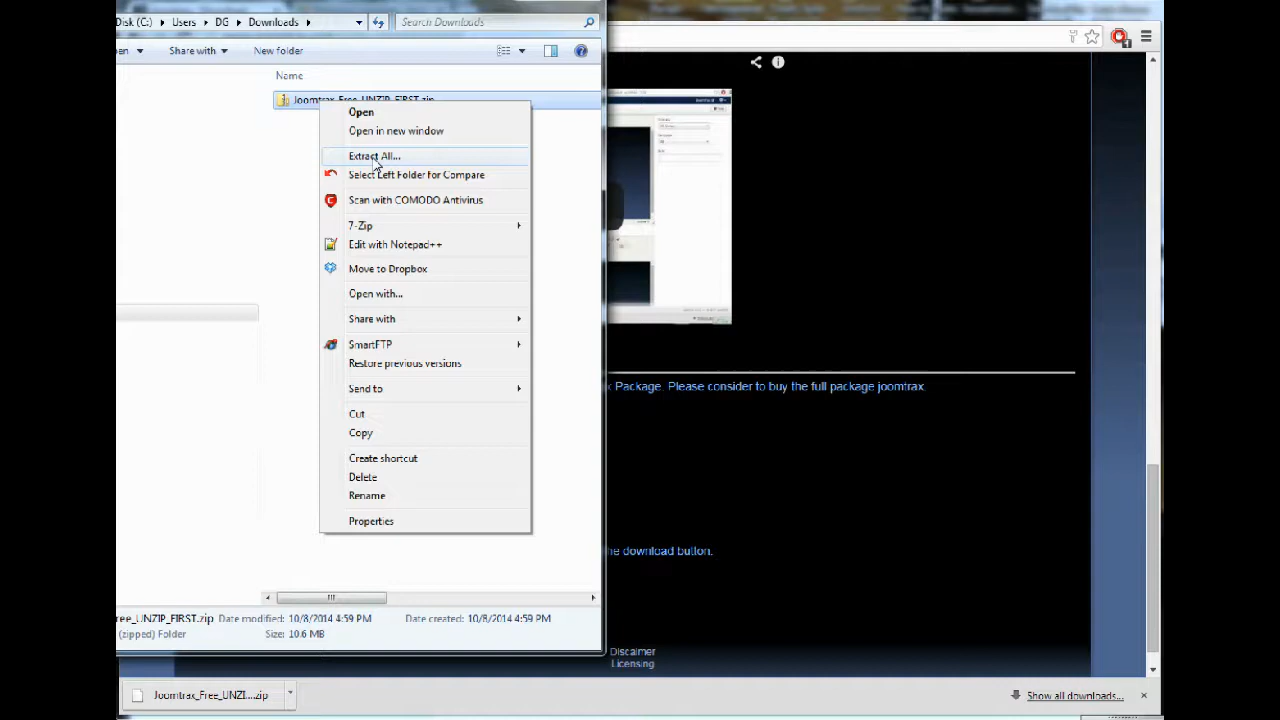 Disk (C:) Users DG Downloads Search Downloads
Share with New folder
Name
Joomtrax_Free_UNZIP_FIRST.zip
Open
Open in new window
Extract All...
Select Left Folder for Compare
Scan with COMODO Antivirus
7-Zip
Edit with Notepad++
Move to Dropbox
Open with...
Share with
SmartFTP
Restore previous versions
Send to
Cut
Copy
Create shortcut
Delete
Rename
Properties
x Package. Please consider to buy the full package joomtrax
he download button.
ree_UNZIP_FIRST.zip Date modified: 10/8/2014 4:59 PM Date created: 10/8/2014 4:59 PM
(zipped) Folder Size: 10.6 MB
Discaimer
Licensing
Joomtrax_Free_UNZI....zip
Show all downloads...